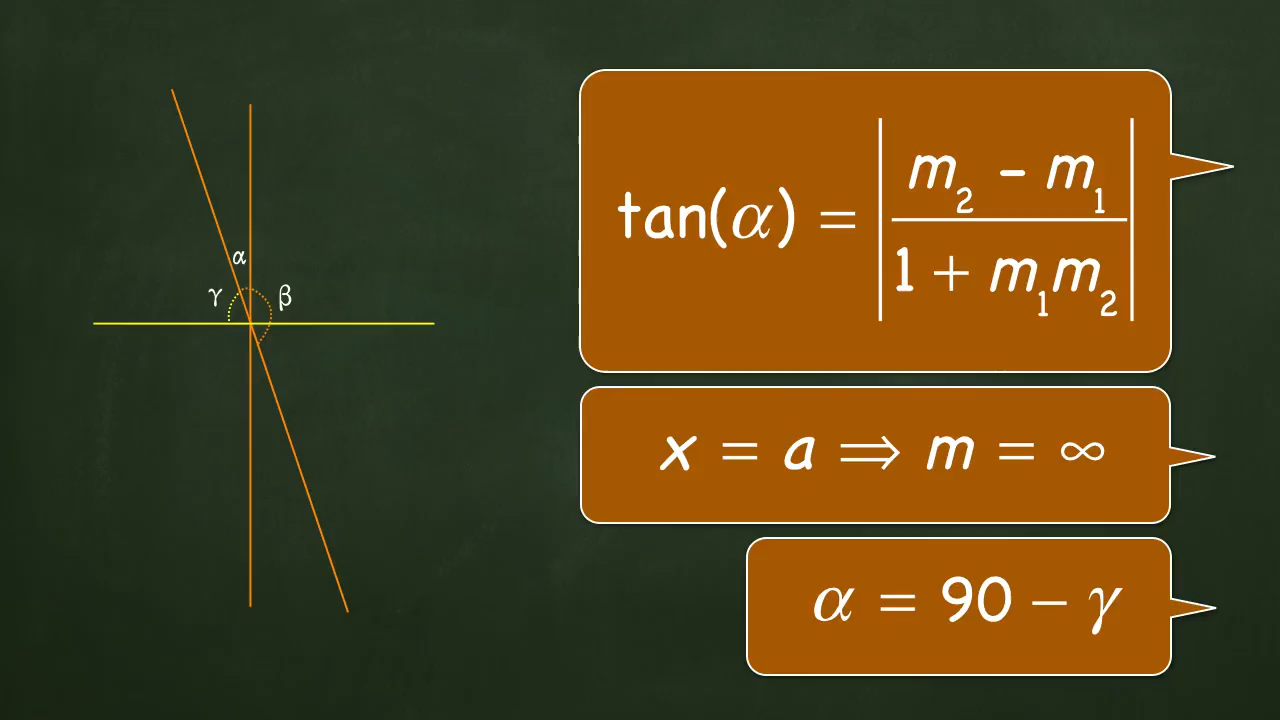 α
γ β
tan(α) = | (m₂ - m₁) / (1 + m₁m₂) |
x = a ⇒ m = ∞
α = 90 − γ